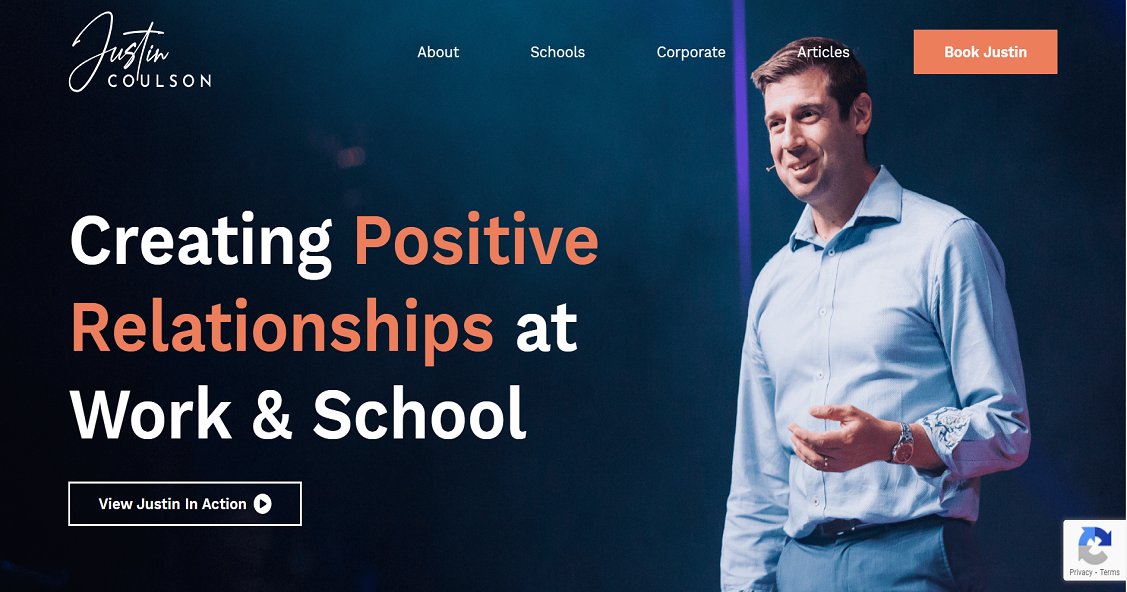 Justin
COULSON
About
Schools
Corporate
Articles
Book Justin
Creating Positive
Relationships at
Work & School
View Justin In Action
Privacy - Terms